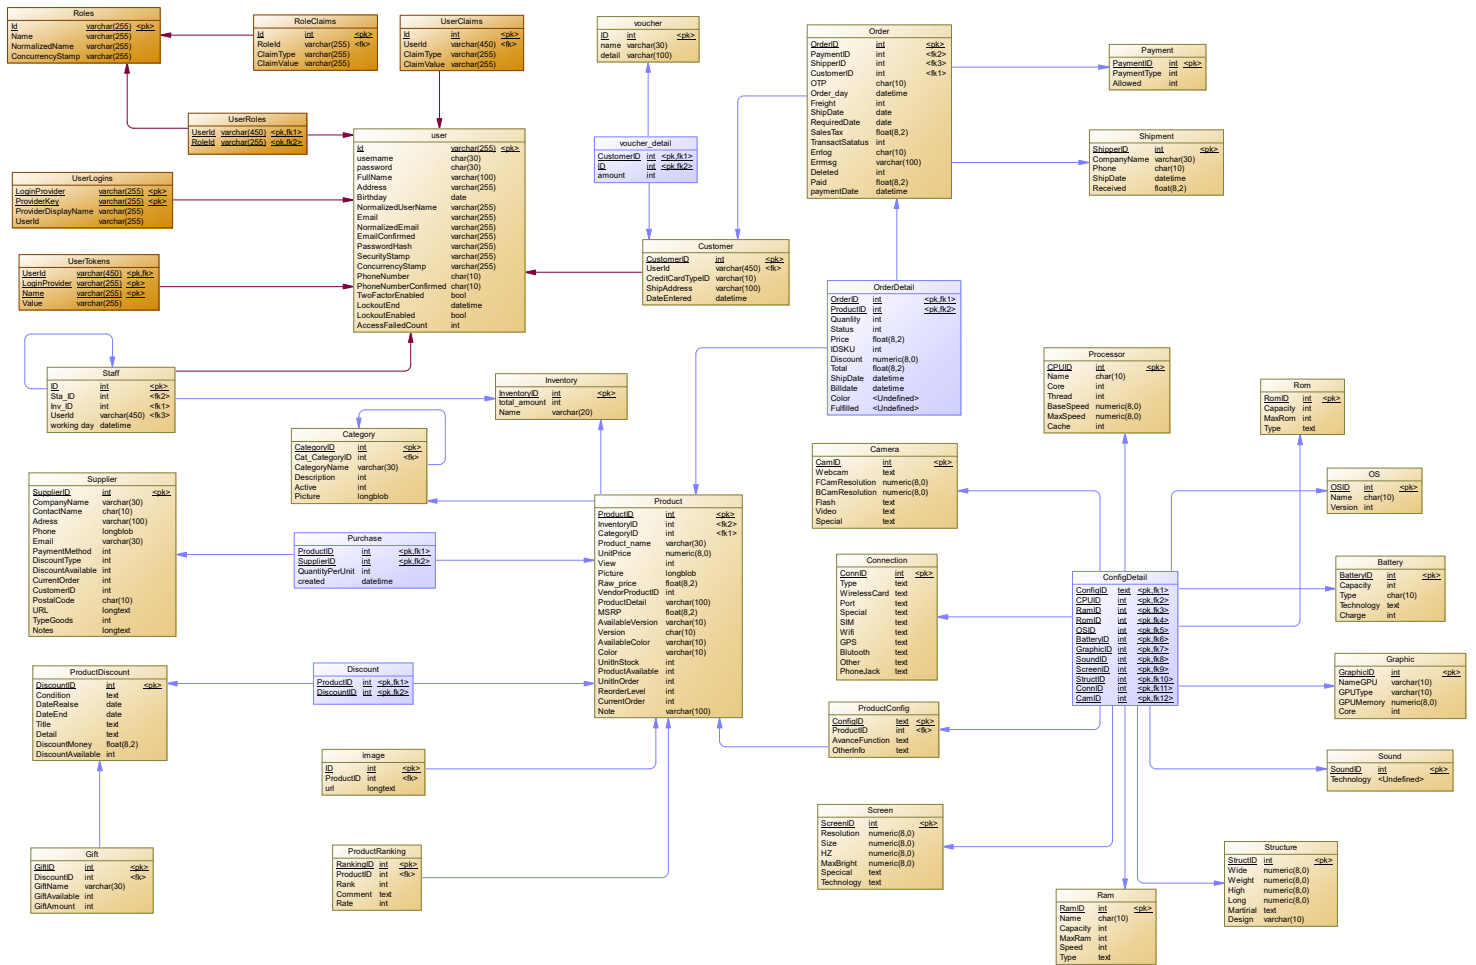 Roles
Id varchar(255) <pk>
Name varchar(255)
NormalizedName varchar(255)
ConcurrencyStamp varchar(255)
RoleClaims
Id int <pk>
RoleId varchar(255) <fk>
ClaimType varchar(255)
ClaimValue varchar(255)
UserClaims
Id int <pk>
UserId varchar(450) <fk>
ClaimType varchar(255)
ClaimValue varchar(255)
voucher
ID int <pk>
name varchar(30)
detail varchar(100)
Order
OrderID int <pk>
PaymentID int <fk2>
ShipperID int <fk3>
CustomerID int <fk1>
OTP char(10)
Order_day datetime
Freight int
ShipDate date
RequiredDate date
SalesTax float(8,2)
TransactSatatus int
Errlog char(10)
Errmsg varchar(100)
Deleted int
Paid float(8,2)
paymentDate datetime
Payment
PaymentID int <pk>
PaymentType int
Allowed int
UserRoles
UserId varchar(450) <pk,fk1>
RoleId varchar(255) <pk,fk2>
user
Id varchar(255) <pk>
username char(30)
password char(30)
FullName varchar(100)
Address varchar(255)
Birthday date
NormalizedUserName varchar(255)
Email varchar(255)
NormalizedEmail varchar(255)
EmailConfirmed varchar(255)
PasswordHash varchar(255)
SecurityStamp varchar(255)
ConcurrencyStamp varchar(255)
PhoneNumber char(10)
PhoneNumberConfirmed char(10)
TwoFactorEnabled bool
LockoutEnd datetime
LockoutEnabled bool
AccessFailedCount int
voucher_detail
CustomerID int <pk,fk1>
ID int <pk,fk2>
amount int
Shipment
ShipperID int <pk>
CompanyName varchar(30)
Phone char(10)
ShipDate datetime
Received float(8,2)
UserLogins
LoginProvider varchar(255) <pk>
ProviderKey varchar(255) <pk>
ProviderDisplayName varchar(255)
UserId varchar(255)
UserTokens
UserId varchar(450) <pk,fk>
LoginProvider varchar(255) <pk>
Name varchar(255) <pk>
Value varchar(255)
Customer
CustomerID int <pk>
UserId varchar(450) <fk>
CreditCardTypeID varchar(10)
ShipAddress varchar(100)
DateEntered datetime
OrderDetail
OrderID int <pk,fk1>
ProductID int <pk,fk2>
Quanlity int
Status int
Price float(8,2)
IDSKU int
Discount numeric(8,0)
Total float(8,2)
ShipDate datetime
Billdate datetime
Color <Undefined>
Fulfilled <Undefined>
Staff
ID int <pk>
Sta_ID int <fk2>
Inv_ID int <fk1>
UserId varchar(450) <fk3>
working day datetime
Inventory
InventoryID int <pk>
total_amount int
Name varchar(20)
Processor
CPUID int <pk>
Name char(10)
Core int
Thread int
BaseSpeed numeric(8,0)
MaxSpeed numeric(8,0)
Cache int
Rom
RomID int <pk>
Capacity int
MaxRom int
Type text
Category
CategoryID int <pk>
Cat_CategoryID int <fk>
CategoryName varchar(30)
Description int
Active int
Picture longblob
Camera
CamID int <pk>
Webcam text
FCamResolution numeric(8,0)
BCamResolution numeric(8,0)
Flash text
Video text
Special text
OS
OSID int <pk>
Name char(10)
Version int
Supplier
SupplierID int <pk>
CompanyName varchar(30)
ContactName char(10)
Adress varchar(100)
Phone longblob
Email varchar(30)
PaymentMethod int
DiscountType int
DiscountAvailable int
CurrentOrder int
CustomerID int
PostalCode char(10)
URL longtext
TypeGoods int
Notes longtext
Purchase
ProductID int <pk,fk1>
SupplierID int <pk,fk2>
QuantityPerUnit int
created datetime
Product
ProductID int <pk>
InventoryID int <fk2>
CategoryID int <fk1>
Product_name varchar(30)
UnitPrice numeric(8,0)
View int
Picture longblob
Raw_price float(8,2)
VendorProductID int
ProductDetail varchar(100)
MSRP float(8,2)
AvailableVersion varchar(10)
Version char(10)
AvailableColor varchar(10)
Color varchar(10)
UnitInStock int
ProductAvailable int
UnitInOrder int
ReorderLevel int
CurrentOrder int
Note varchar(100)
Connection
ConnID int <pk>
Type text
WirelessCard text
Port text
Special text
SIM text
Wifi text
GPS text
Blutooth text
Other text
PhoneJack text
ConfigDetail
ConfigID text <pk,fk1>
CPUID int <pk,fk2>
RamID int <pk,fk3>
RomID int <pk,fk4>
OSID int <pk,fk5>
BatteryID int <pk,fk6>
GraphicID int <pk,fk7>
SoundID int <pk,fk8>
ScreenID int <pk,fk9>
StructID int <pk,fk10>
ConnID int <pk,fk11>
CamID int <pk,fk12>
Battery
BatteryID int <pk>
Capacity int
Type char(10)
Technology text
Charge int
Graphic
GraphicID int <pk>
NameGPU varchar(10)
GPUType varchar(10)
GPUMemory numeric(8,0)
Core int
ProductDiscount
DiscountID int <pk>
Condition text
DateRealse date
DateEnd date
Title text
Detail text
DiscountMoney float(8,2)
DiscountAvailable int
Discount
ProductID int <pk,fk1>
DiscountID int <pk,fk2>
ProductConfig
ConfigID text <pk>
ProductID int <fk>
AvanceFunction text
OtherInfo text
image
ID int <pk>
ProductID int <fk>
url longtext
Sound
SoundID int <pk>
Technology <Undefined>
Screen
ScreenID int <pk>
Resolution numeric(8,0)
Size numeric(8,0)
HZ numeric(8,0)
MaxBright numeric(8,0)
Specical text
Technology text
Gift
GiftID int <pk>
DiscountID int <fk>
GiftName varchar(30)
GiftAvailable int
GiftAmount int
ProductRanking
RankingID int <pk>
ProductID int <fk>
Rank int
Comment text
Rate int
Structure
StructID int <pk>
Wide numeric(8,0)
Weight numeric(8,0)
High numeric(8,0)
Long numeric(8,0)
Martirial text
Design varchar(10)
Ram
RamID int <pk>
Name char(10)
Capacity int
MaxRam int
Speed int
Type text